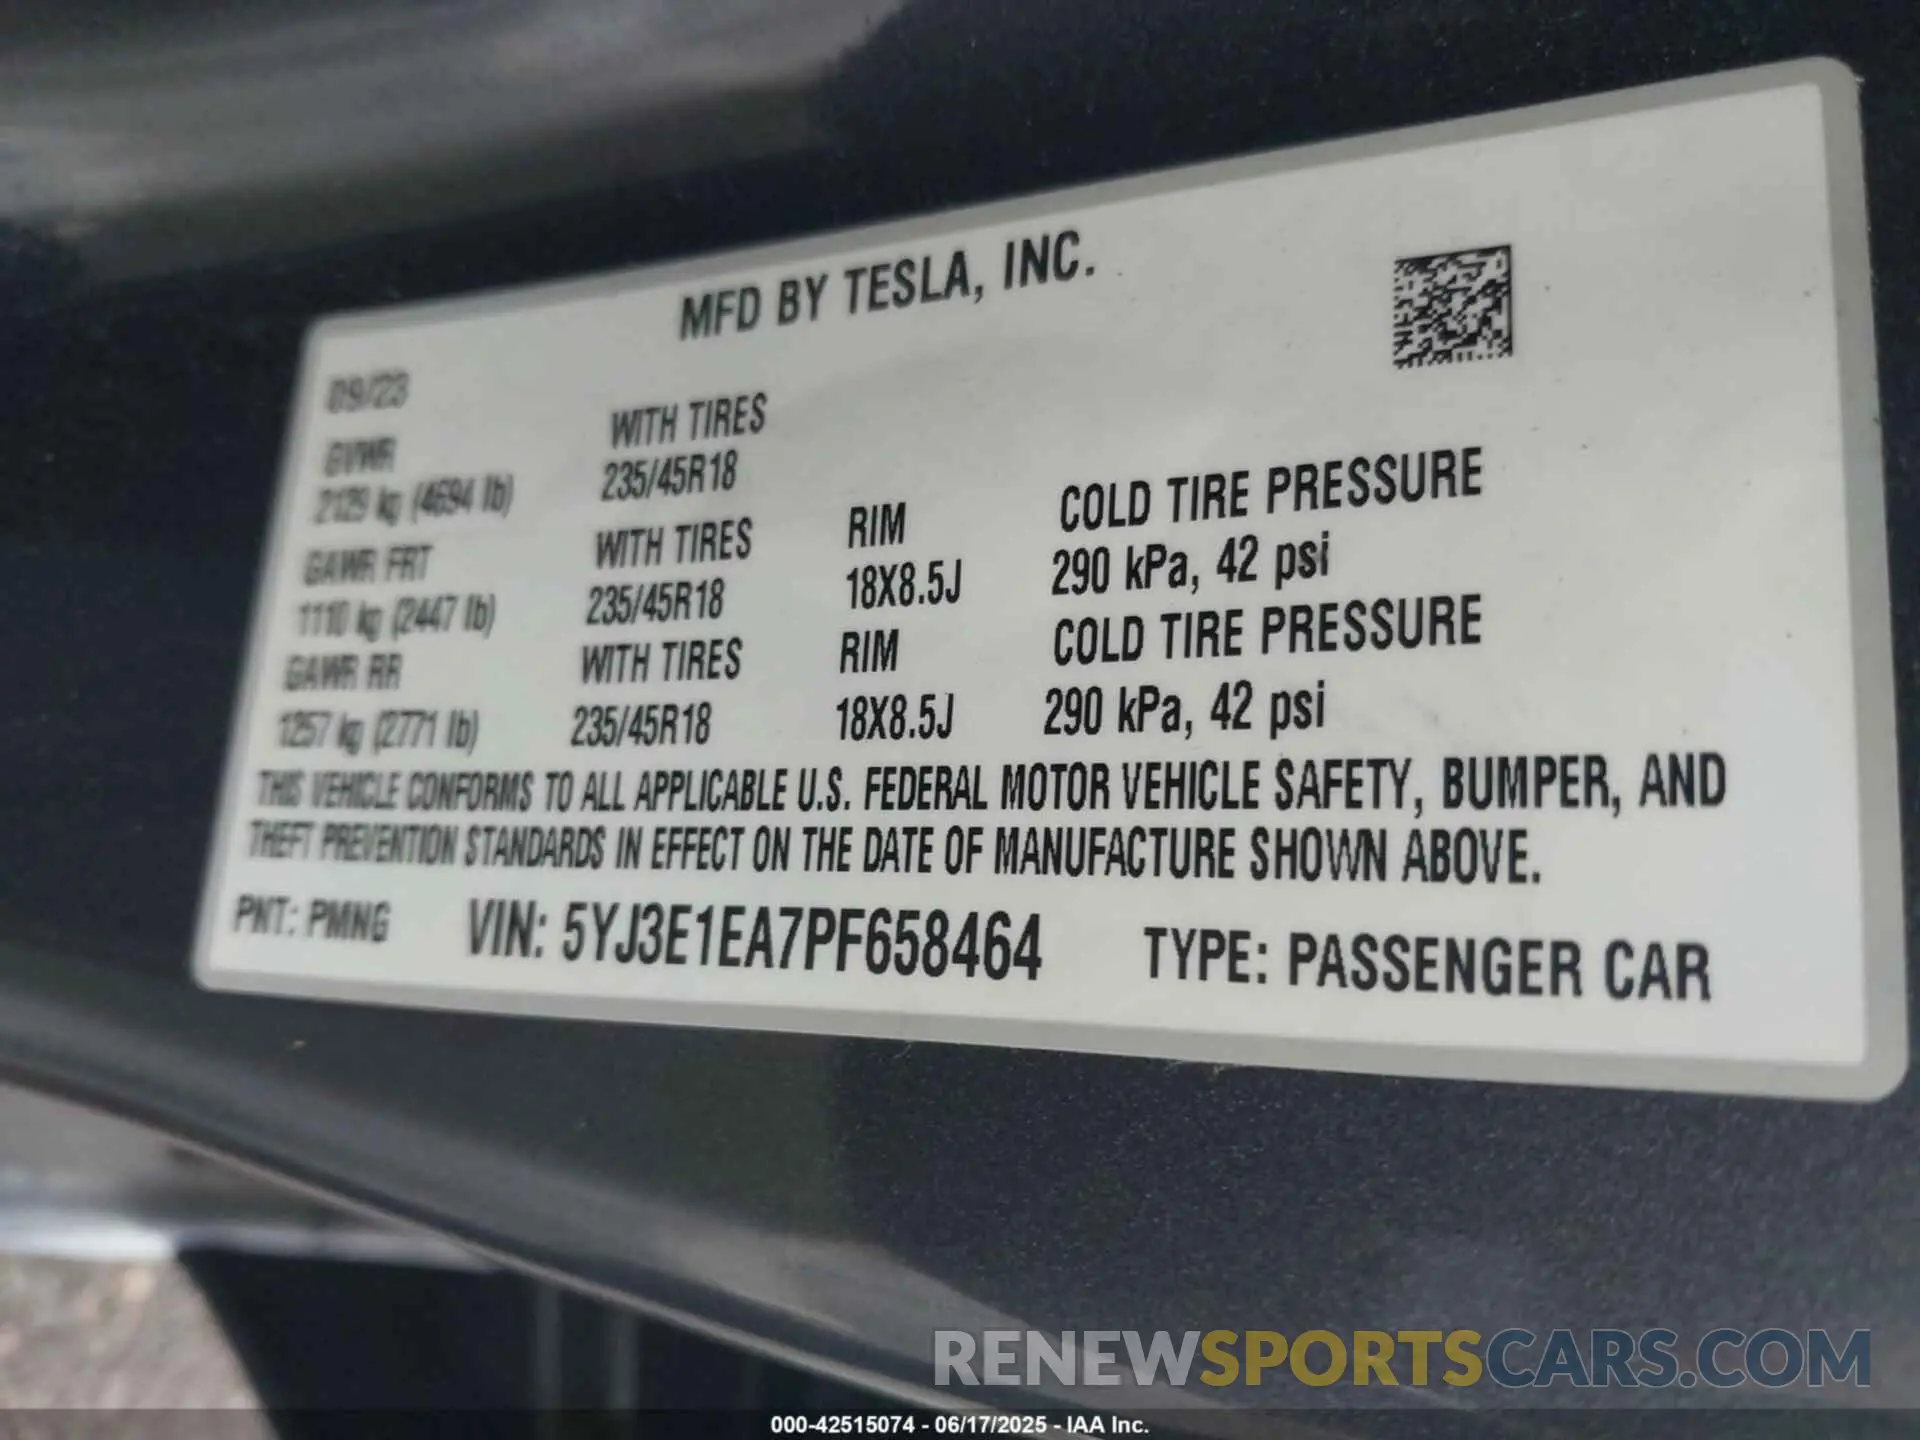 MFD BY TESLA, INC.
09/23
GVWR WITH TIRES
2129 kg (4694 lb) 235/45R18
GAWR FRT WITH TIRES RIM COLD TIRE PRESSURE
1110 kg (2447 lb) 235/45R18 18X8.5J 290 kPa, 42 psi
GAWR RR WITH TIRES RIM COLD TIRE PRESSURE
1257 kg (2771 lb) 235/45R18 18X8.5J 290 kPa, 42 psi
THIS VEHICLE CONFORMS TO ALL APPLICABLE U.S. FEDERAL MOTOR VEHICLE SAFETY, BUMPER, AND
THEFT PREVENTION STANDARDS IN EFFECT ON THE DATE OF MANUFACTURE SHOWN ABOVE.
PNT: PMNG VIN: 5YJ3E1EA7PF658464 TYPE: PASSENGER CAR
RENEWSPORTSCARS.COM
000-42515074 - 06/17/2025 - IAA Inc.